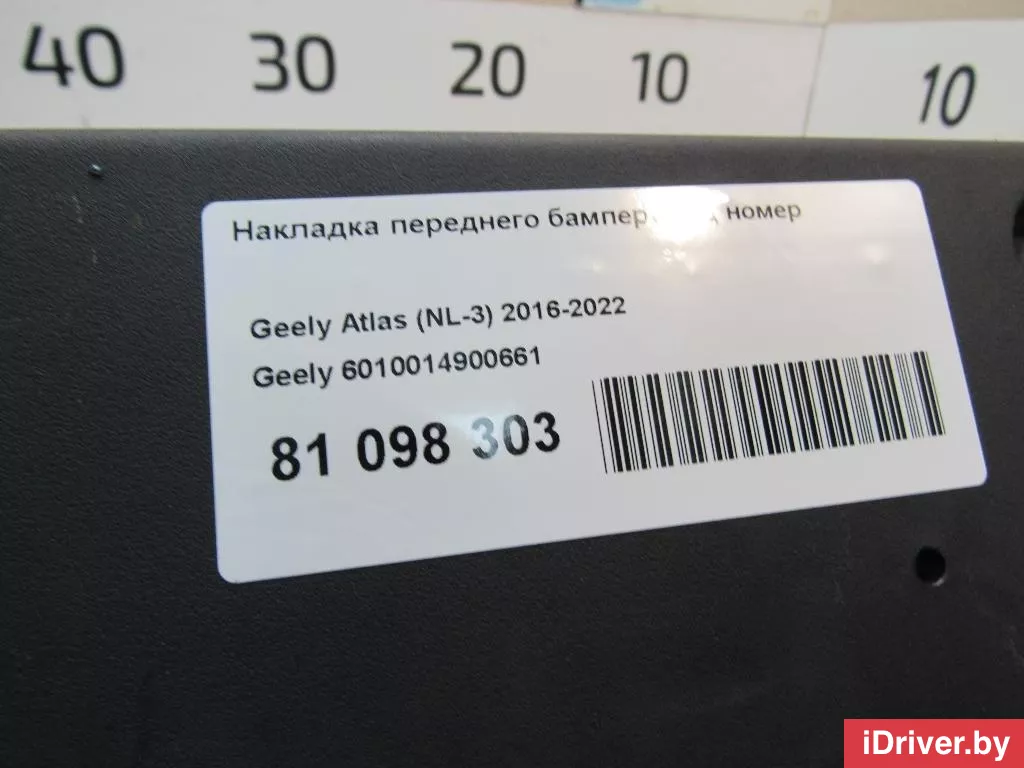 40 30 20 10 10
Накладка переднего бампер номер
Geely Atlas (NL-3) 2016-2022
Geely 6010014900661
81 098 303
iDriver.by